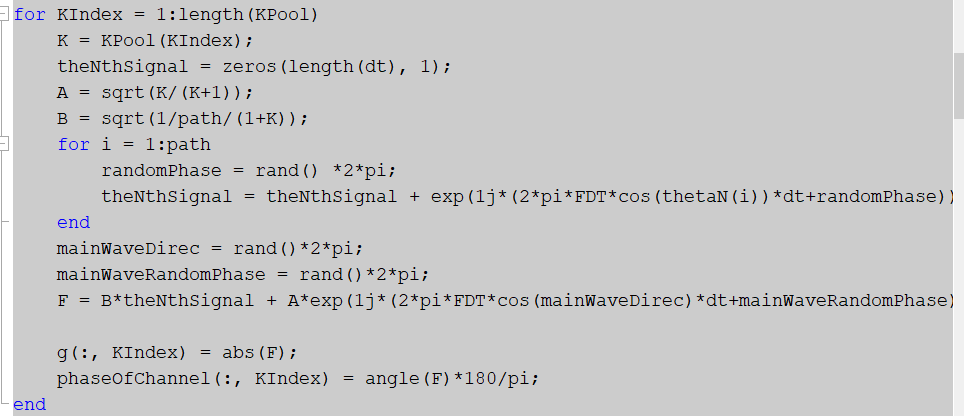 for KIndex = 1:length(KPool)
    K = KPool(KIndex);
    theNthSignal = zeros(length(dt), 1);
    A = sqrt(K/(K+1));
    B = sqrt(1/path/(1+K));
    for i = 1:path
        randomPhase = rand() *2*pi;
        theNthSignal = theNthSignal + exp(1j*(2*pi*FDT*cos(thetaN(i))*dt+randomPhase))
    end
    mainWaveDirec = rand()*2*pi;
    mainWaveRandomPhase = rand()*2*pi;
    F = B*theNthSignal + A*exp(1j*(2*pi*FDT*cos(mainWaveDirec)*dt+mainWaveRandomPhase)
    g(:, KIndex) = abs(F);
    phaseOfChannel(:, KIndex) = angle(F)*180/pi;
end